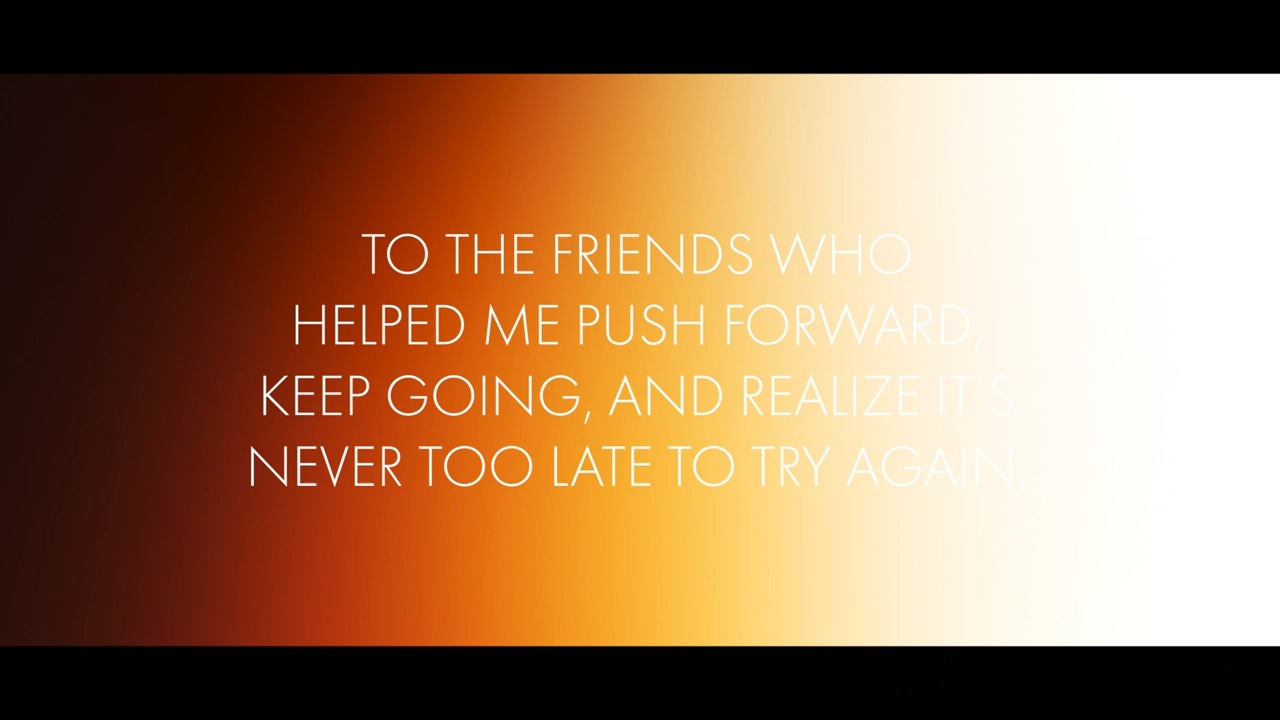 TO THE FRIENDS WHO
HELPED ME PUSH FORWARD,
KEEP GOING, AND REALIZE IT'S
NEVER TOO LATE TO TRY AGAIN.